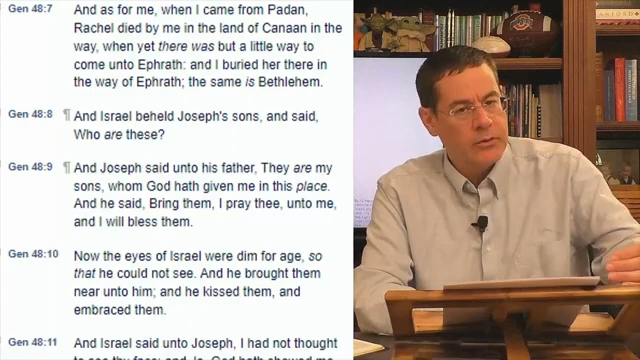 Gen 48:7 And as for me, when I came from Padan,
Rachel died by me in the land of Canaan in the
way, when yet there was but a little way to
come unto Ephrath: and I buried her there in
the way of Ephrath; the same is Bethlehem.
Gen 48:8 ¶ And Israel beheld Joseph's sons, and said,
Who are these?
Gen 48:9 ¶ And Joseph said unto his father, They are my
sons, whom God hath given me in this place.
And he said, Bring them, I pray thee, unto me,
and I will bless them.
Gen 48:10 Now the eyes of Israel were dim for age, so
that he could not see. And he brought them
near unto him; and he kissed them, and
embraced them.
Gen 48:11 And Israel said unto Joseph, I had not thought